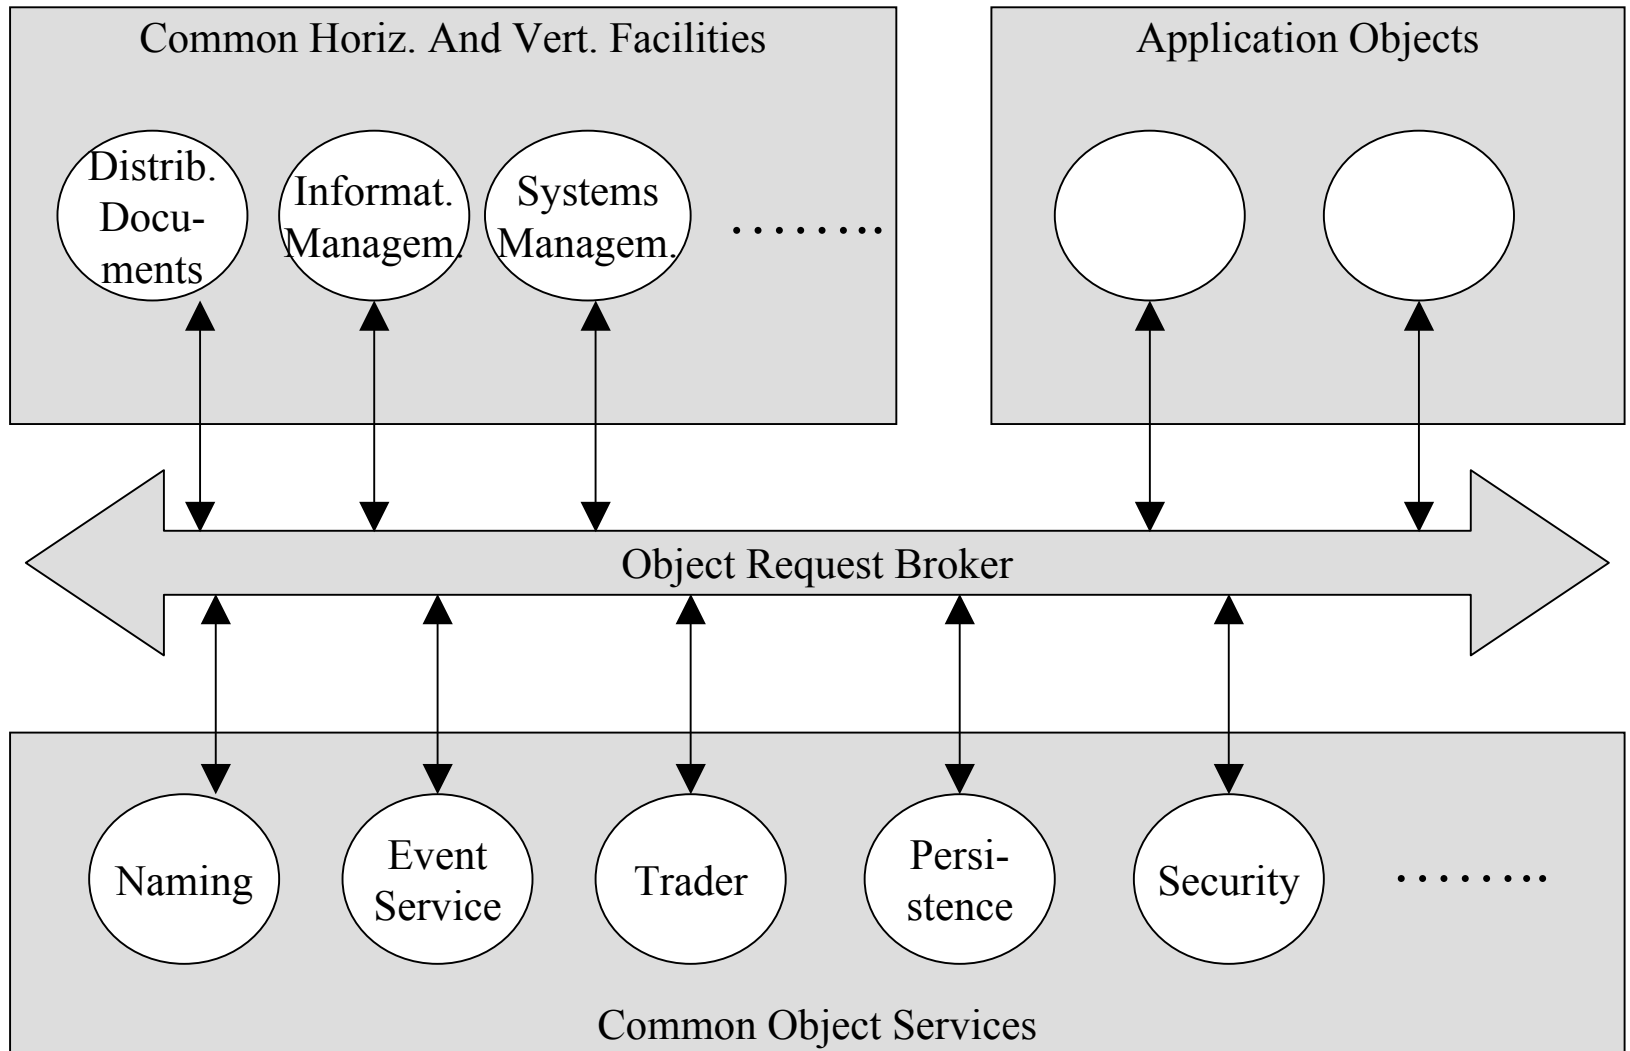 Common Horiz. And Vert. Facilities
Distrib.
Docu-
ments
Informat.
Managem.
Systems
Managem.
........
Application Objects
Object Request Broker
Naming
Event
Service
Trader
Persi-
stence
Security
........
Common Object Services